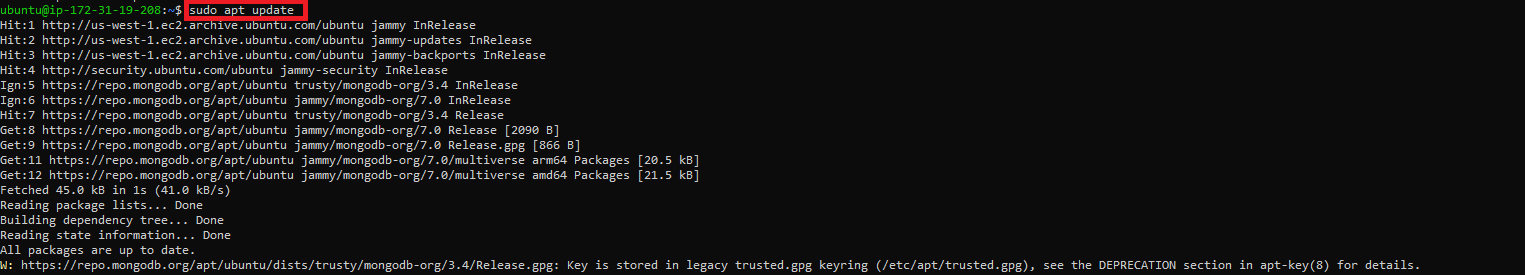 ubuntu@ip-172-31-19-208:~$ sudo apt update
Hit:1 http://us-west-1.ec2.archive.ubuntu.com/ubuntu jammy InRelease
Hit:2 http://us-west-1.ec2.archive.ubuntu.com/ubuntu jammy-updates InRelease
Hit:3 http://us-west-1.ec2.archive.ubuntu.com/ubuntu jammy-backports InRelease
Hit:4 http://security.ubuntu.com/ubuntu jammy-security InRelease
Ign:5 https://repo.mongodb.org/apt/ubuntu trusty/mongodb-org/3.4 InRelease
Ign:6 https://repo.mongodb.org/apt/ubuntu jammy/mongodb-org/7.0 InRelease
Hit:7 https://repo.mongodb.org/apt/ubuntu trusty/mongodb-org/3.4 Release
Get:8 https://repo.mongodb.org/apt/ubuntu jammy/mongodb-org/7.0 Release [2090 B]
Get:9 https://repo.mongodb.org/apt/ubuntu jammy/mongodb-org/7.0 Release.gpg [866 B]
Get:11 https://repo.mongodb.org/apt/ubuntu jammy/mongodb-org/7.0/multiverse arm64 Packages [20.5 kB]
Get:12 https://repo.mongodb.org/apt/ubuntu jammy/mongodb-org/7.0/multiverse amd64 Packages [21.5 kB]
Fetched 45.0 kB in 1s (41.0 kB/s)
Reading package lists... Done
Building dependency tree... Done
Reading state information... Done
All packages are up to date.
W: https://repo.mongodb.org/apt/ubuntu/dists/trusty/mongodb-org/3.4/Release.gpg: Key is stored in legacy trusted.gpg keyring (/etc/apt/trusted.gpg), see the DEPRECATION section in apt-key(8) for details.